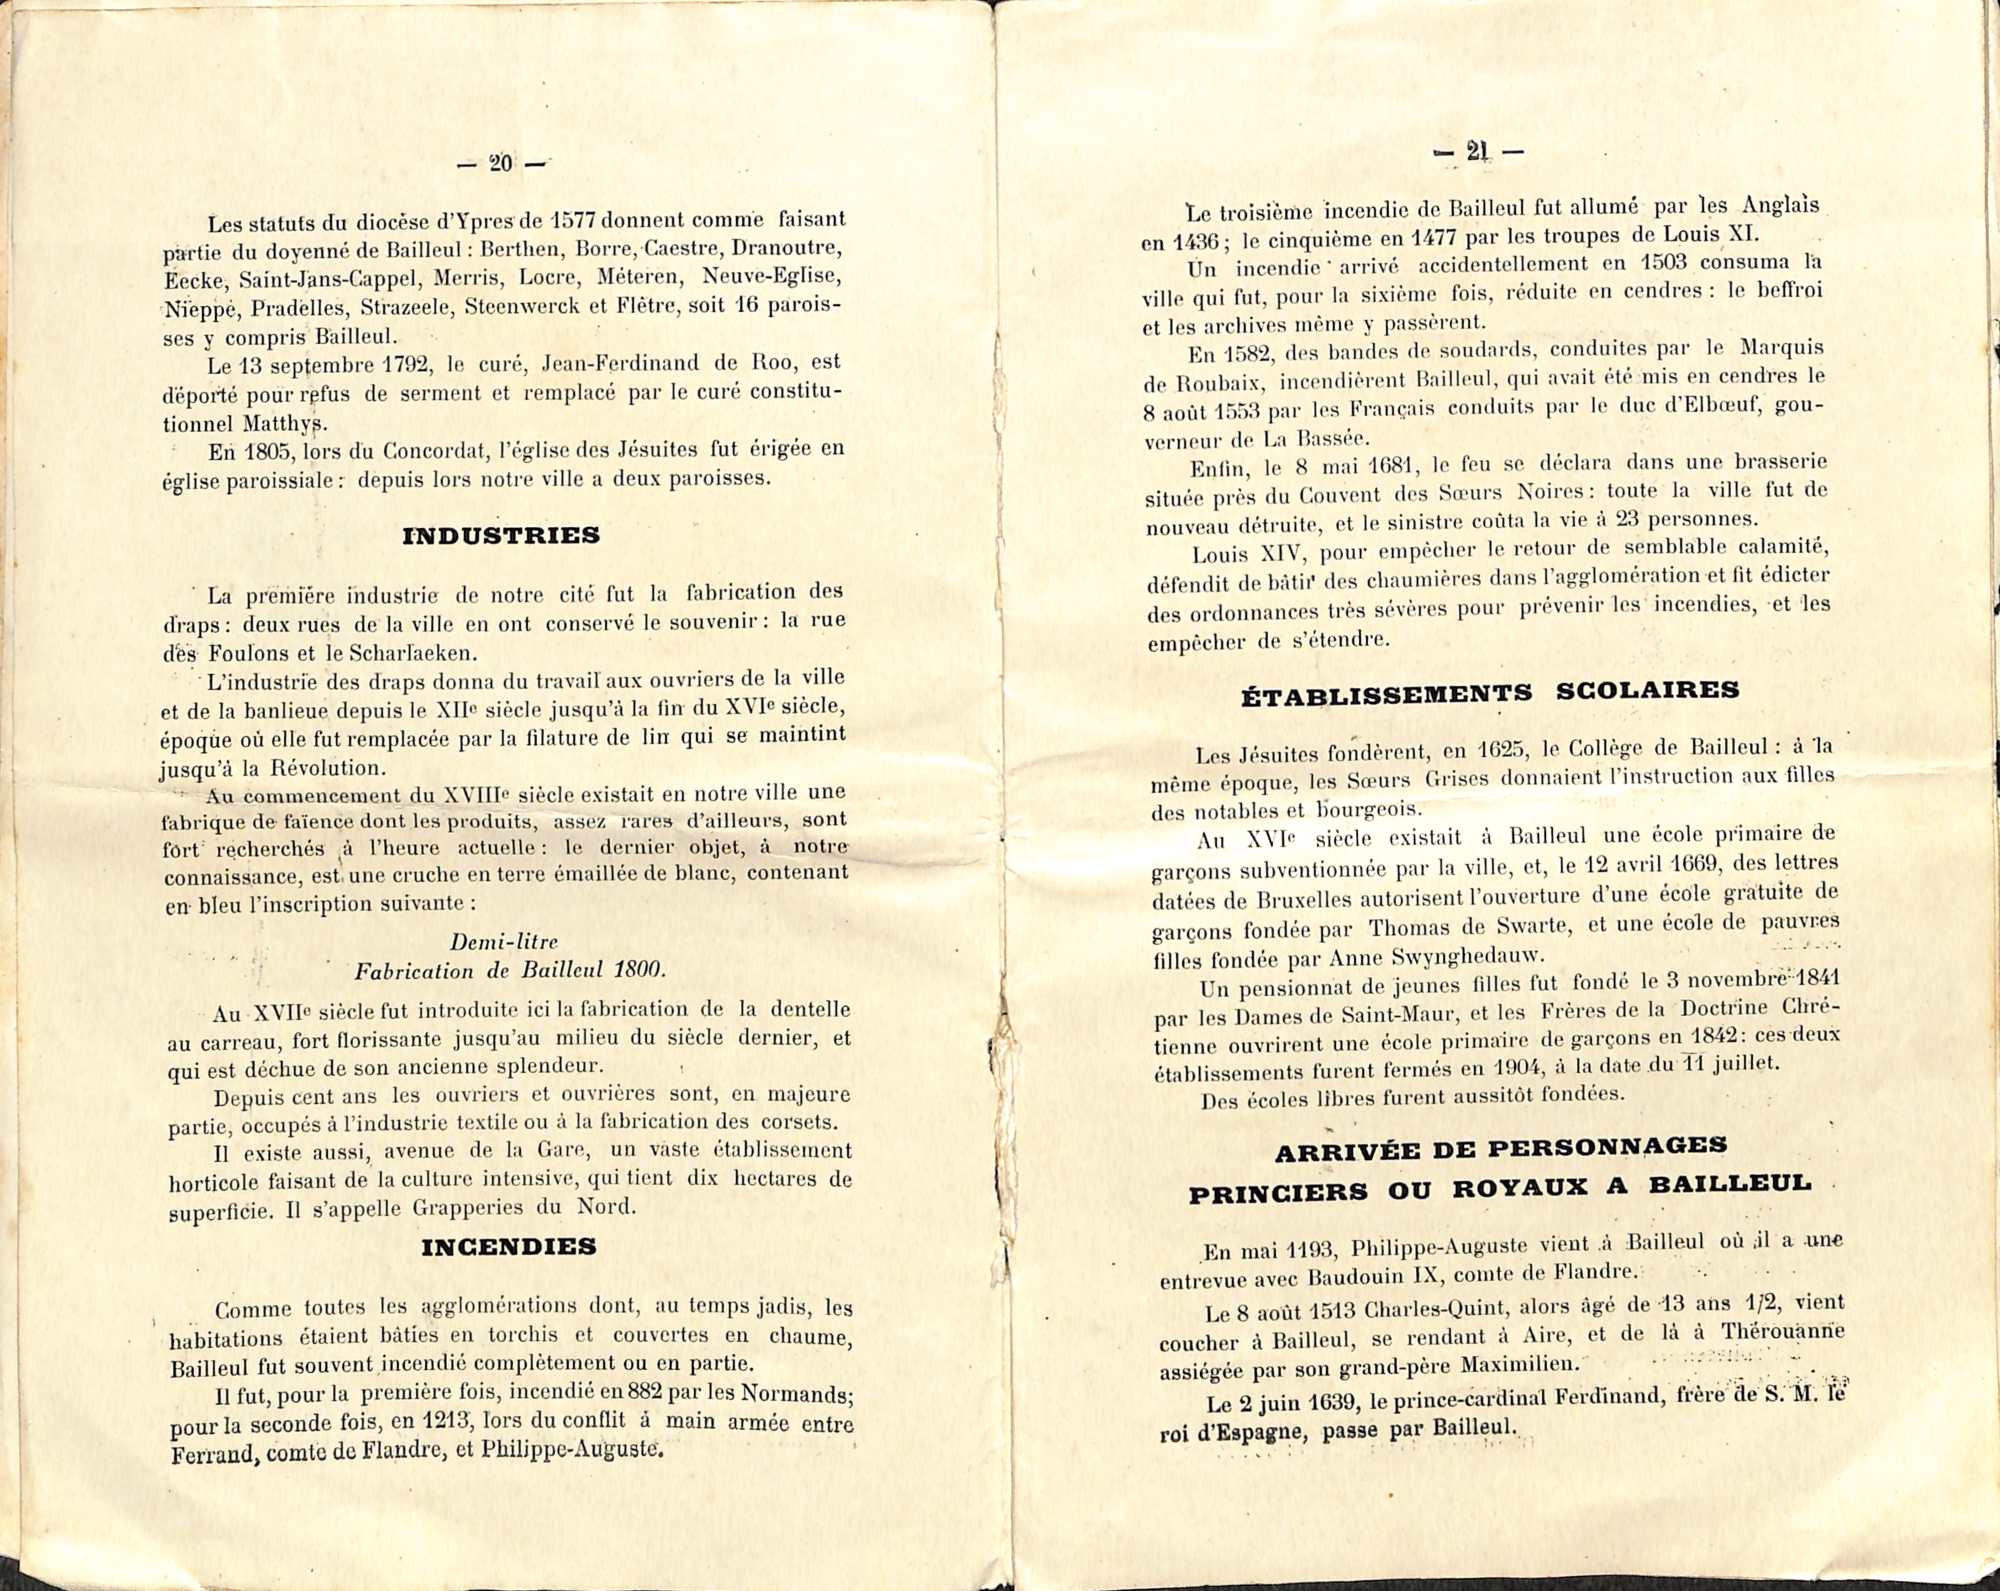 — 20 —
Les statuts du diocèse d'Ypres de 1577 donnent comme faisant
partie du doyenné de Bailleul : Berthen, Borre, Caestre, Dranoutre,
Eecke, Saint-Jans-Cappel, Merris, Locre, Méteren, Neuve-Eglise,
Nieppe, Pradelles, Strazeele, Steenwerck et Flêtre, soit 16 parois-
ses y compris Bailleul.
Le 13 septembre 1792, le curé, Jean-Ferdinand de Roo, est
déporté pour refus de serment et remplacé par le curé constitu-
tionnel Matthys.
En 1805, lors du Concordat, l'église des Jésuites fut érigée en
église paroissiale : depuis lors notre ville a deux paroisses.
INDUSTRIES
La première industrie de notre cité fut la fabrication des
draps : deux rues de la ville en ont conservé le souvenir : la rue
des Foulons et le Scharlaeken.
L'industrie des draps donna du travail aux ouvriers de la ville
et de la banlieue depuis le XIIe siècle jusqu'à la fin du XVIe siècle,
époque où elle fut remplacée par la filature de lin qui se maintint
jusqu'à la Révolution.
Au commencement du XVIIIe siècle existait en notre ville une
fabrique de faïence dont les produits, assez rares d'ailleurs, sont
fort recherchés à l'heure actuelle : le dernier objet, à notre
connaissance, est une cruche en terre émaillée de blanc, contenant
en bleu l'inscription suivante :
Demi-litre
Fabrication de Bailleul 1800.
Au XVIIe siècle fut introduite ici la fabrication de la dentelle
au carreau, fort florissante jusqu'au milieu du siècle dernier, et
qui est déchue de son ancienne splendeur.
Depuis cent ans les ouvriers et ouvrières sont, en majeure
partie, occupés à l'industrie textile ou à la fabrication des corsets.
Il existe aussi, avenue de la Gare, un vaste établissement
horticole faisant de la culture intensive, qui tient dix hectares de
superficie. Il s'appelle Grapperies du Nord.
INCENDIES
Comme toutes les agglomérations dont, au temps jadis, les
habitations étaient bâties en torchis et couvertes en chaume,
Bailleul fut souvent incendié complètement ou en partie.
Il fut, pour la première fois, incendié en 882 par les Normands;
pour la seconde fois, en 1213, lors du conflit à main armée entre
Ferrand, comte de Flandre, et Philippe-Auguste.
— 21 —
Le troisième incendie de Bailleul fut allumé par les Anglais
en 1436 ; le cinquième en 1477 par les troupes de Louis XI.
Un incendie arrivé accidentellement en 1503 consuma la
ville qui fut, pour la sixième fois, réduite en cendres : le beffroi
et les archives même y passèrent.
En 1582, des bandes de soudards, conduites par le Marquis
de Roubaix, incendièrent Bailleul, qui avait été mis en cendres le
8 août 1553 par les Français conduits par le duc d'Elbœuf, gou-
verneur de La Bassée.
Enfin, le 8 mai 1681, le feu se déclara dans une brasserie
située près du Couvent des Sœurs Noires : toute la ville fut de
nouveau détruite, et le sinistre coûta la vie à 23 personnes.
Louis XIV, pour empêcher le retour de semblable calamité,
défendit de bâtir des chaumières dans l'agglomération et fit édicter
des ordonnances très sévères pour prévenir les incendies, et les
empêcher de s'étendre.
ÉTABLISSEMENTS SCOLAIRES
Les Jésuites fondèrent, en 1625, le Collège de Bailleul : à la
même époque, les Sœurs Grises donnaient l'instruction aux filles
des notables et bourgeois.
Au XVIe siècle existait à Bailleul une école primaire de
garçons subventionnée par la ville, et, le 12 avril 1669, des lettres
datées de Bruxelles autorisent l'ouverture d'une école gratuite de
garçons fondée par Thomas de Swarte, et une école de pauvres
filles fondée par Anne Swynghedauw.
Un pensionnat de jeunes filles fut fondé le 3 novembre 1841
par les Dames de Saint-Maur, et les Frères de la Doctrine Chré-
tienne ouvrirent une école primaire de garçons en 1842 : ces deux
établissements furent fermés en 1904, à la date du 11 juillet.
Des écoles libres furent aussitôt fondées.
ARRIVÉE DE PERSONNAGES
PRINCIERS OU ROYAUX A BAILLEUL
En mai 1193, Philippe-Auguste vient à Bailleul où il a une
entrevue avec Baudouin IX, comte de Flandre.
Le 8 août 1513 Charles-Quint, alors âgé de 13 ans 1/2, vient
coucher à Bailleul, se rendant à Aire, et de là à Thérouanne
assiégée par son grand-père Maximilien.
Le 2 juin 1639, le prince-cardinal Ferdinand, frère de S. M. le
roi d'Espagne, passe par Bailleul.